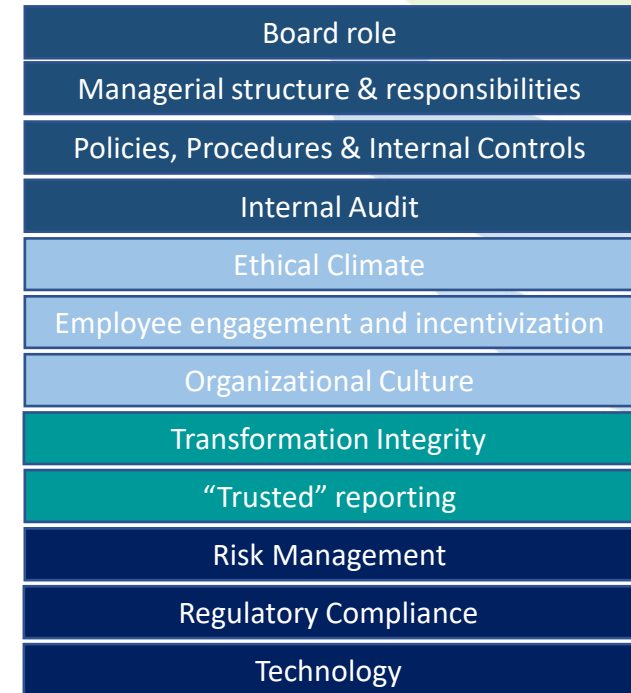 Board role
Managerial structure & responsibilities
Policies, Procedures & Internal Controls
Internal Audit
Ethical Climate
Employee engagement and incentivization
Organizational Culture
Transformation Integrity
“Trusted” reporting
Risk Management
Regulatory Compliance
Technology